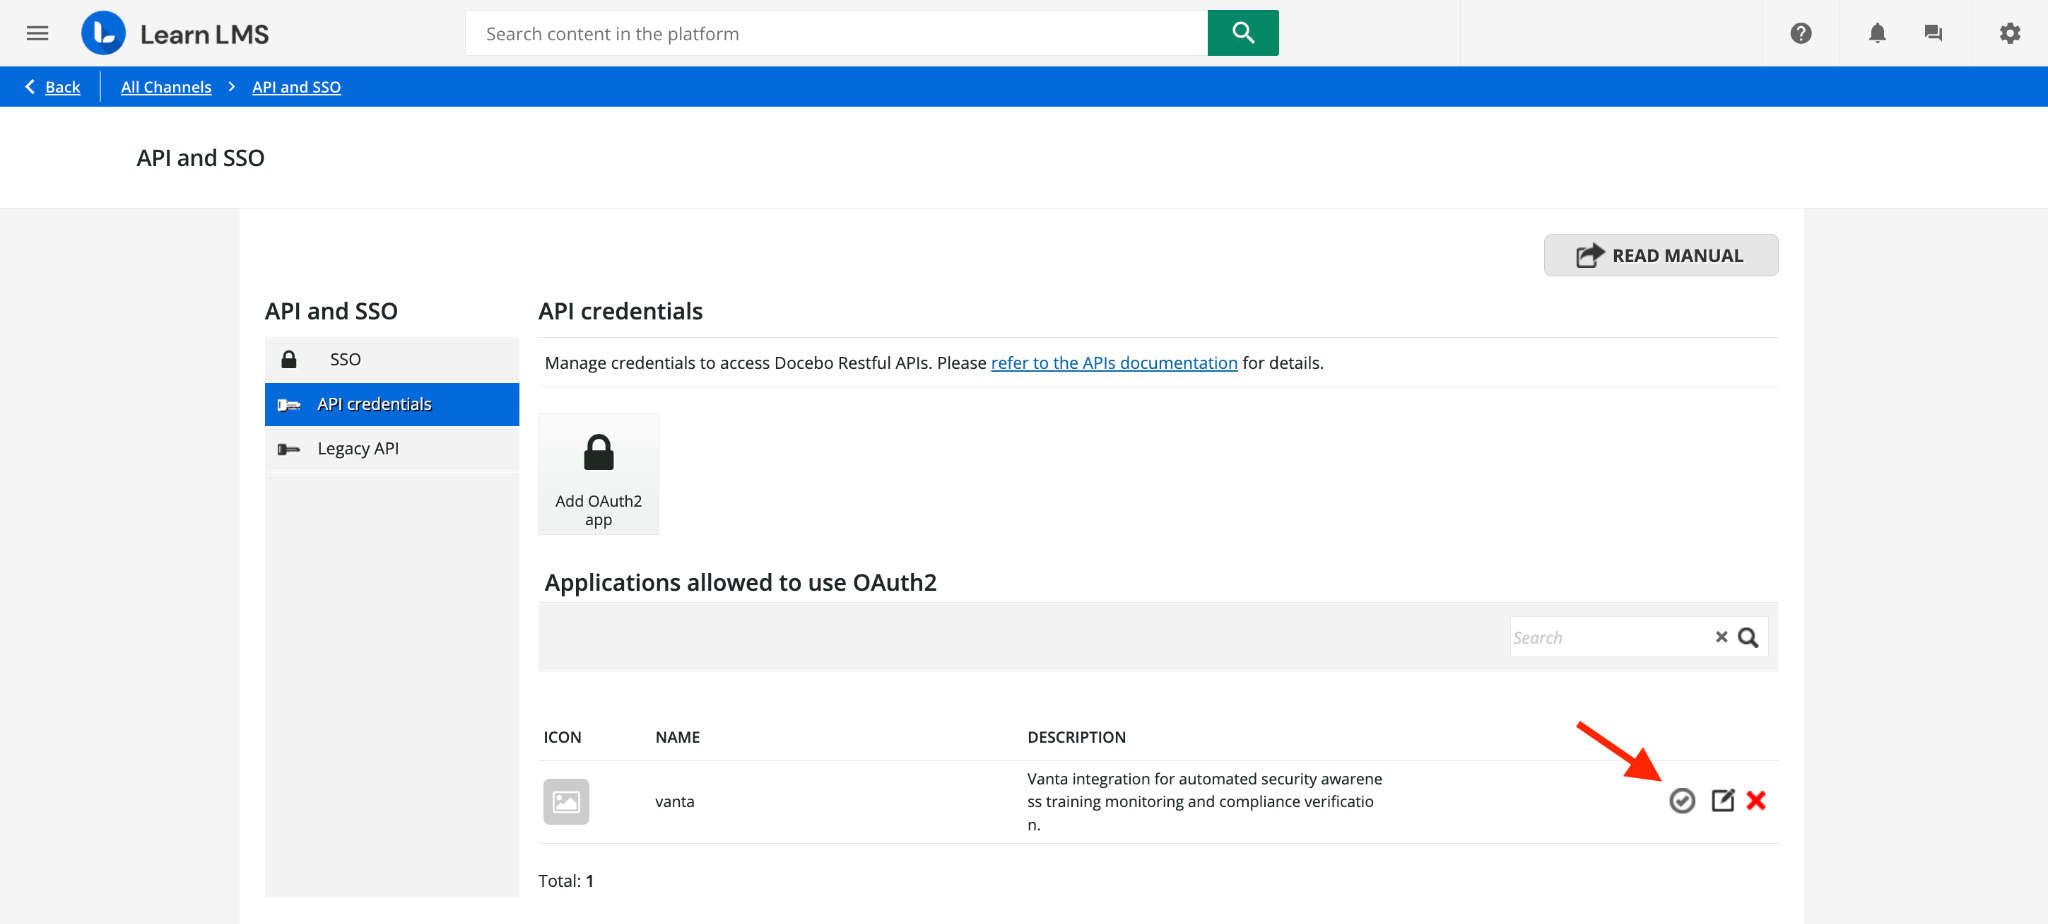 Learn LMS
Search content in the platform
Back
All Channels
API and SSO
API and SSO
READ MANUAL
API and SSO
SSO
API credentials
Legacy API
API credentials
Manage credentials to access Docebo Restful APIs. Please refer to the APIs documentation for details.
Add OAuth2
app
Applications allowed to use OAuth2
Search
ICON NAME DESCRIPTION
vanta
Vanta integration for automated security awarene
ss training monitoring and compliance verificatio
n.
Total: 1